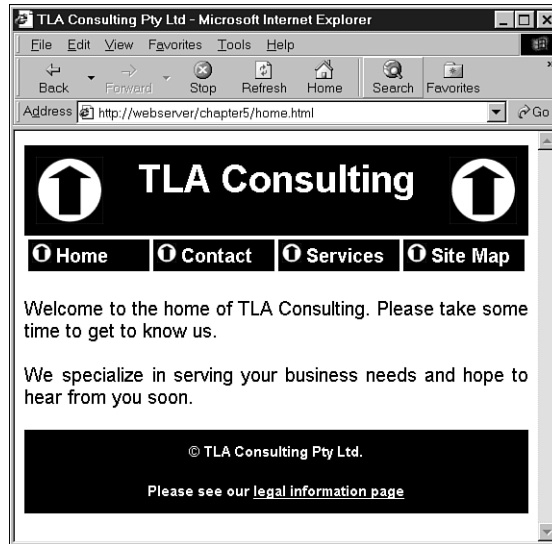 TLA Consulting Pty Ltd - Microsoft Internet Explorer
File Edit View Favorites Tools Help
Back Forward Stop Refresh Home Search Favorites
Address http://webserver/chapter5/home.html Go
TLA Consulting
Home Contact Services Site Map
Welcome to the home of TLA Consulting. Please take some
time to get to know us.
We specialize in serving your business needs and hope to
hear from you soon.
© TLA Consulting Pty Ltd.
Please see our legal information page